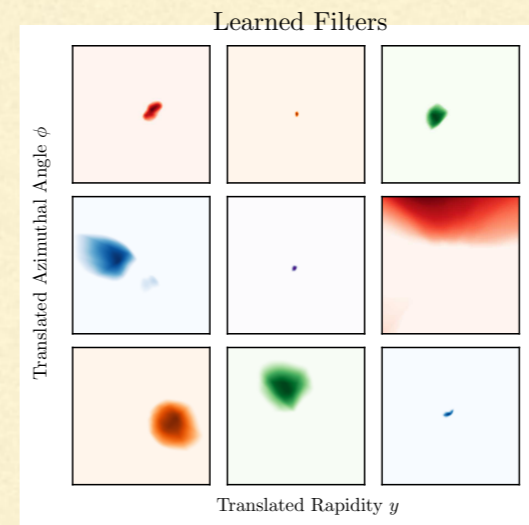 Learned Filters
Translated Azimuthal Angle ϕ
Translated Rapidity y